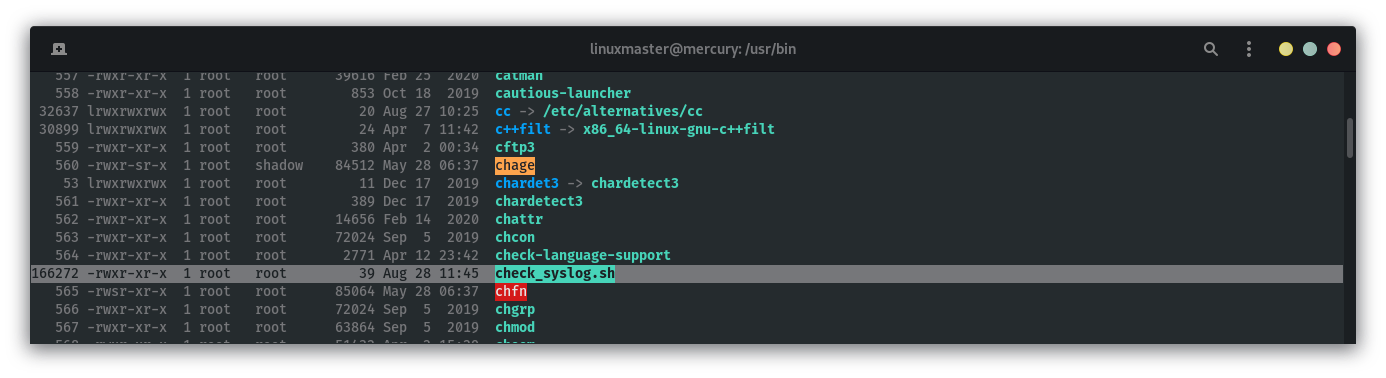 linuxmaster@mercury: /usr/bin
557 -rwxr-xr-x  1 root   root      39616 Feb 25  2020  catman
558 -rwxr-xr-x  1 root   root        853 Oct 18  2019  cautious-launcher
32637 lrwxrwxrwx  1 root   root         20 Aug 27 10:25  cc -> /etc/alternatives/cc
30899 lrwxrwxrwx  1 root   root         24 Apr  7 11:42  c++filt -> x86_64-linux-gnu-c++filt
559 -rwxr-xr-x  1 root   root        380 Apr  2 00:34  cftp3
560 -rwxr-sr-x  1 root   shadow    84512 May 28 06:37  chage
53 lrwxrwxrwx  1 root   root         11 Dec 17  2019  chardet3 -> chardetect3
561 -rwxr-xr-x  1 root   root        389 Dec 17  2019  chardetect3
562 -rwxr-xr-x  1 root   root      14656 Feb 14  2020  chattr
563 -rwxr-xr-x  1 root   root      72024 Sep  5  2019  chcon
564 -rwxr-xr-x  1 root   root       2771 Apr 12 23:42  check-language-support
166272 -rwxr-xr-x  1 root   root         39 Aug 28 11:45  check_syslog.sh
565 -rwsr-xr-x  1 root   root      85064 May 28 06:37  chfn
566 -rwxr-xr-x  1 root   root      72024 Sep  5  2019  chgrp
567 -rwxr-xr-x  1 root   root      63864 Sep  5  2019  chmod